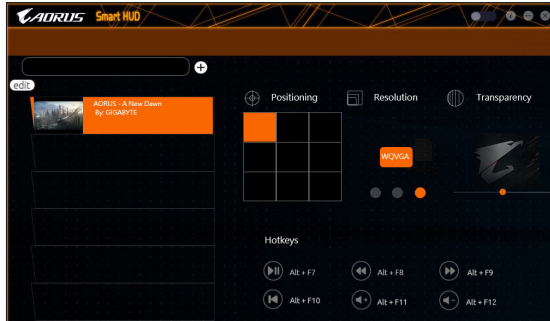 AORUS Smart HUD
edit
AORUS - A New Dawn
By: GIGABYTE
Positioning Resolution Transparency
WQVGA
Hotkeys
Alt + F7 Alt + F8 Alt + F9
Alt + F10 Alt + F11 Alt + F12